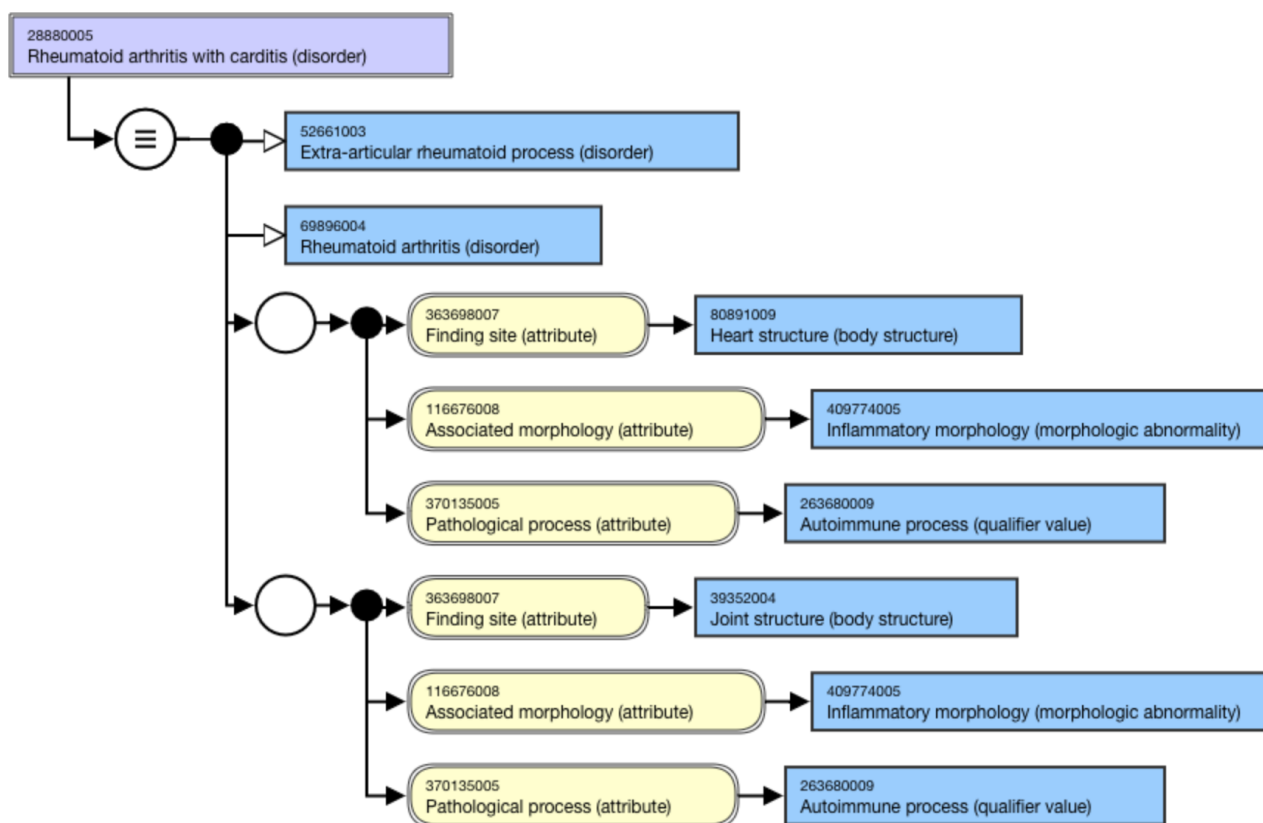 28880005
Rheumatoid arthritis with carditis (disorder)
52661003
Extra-articular rheumatoid process (disorder)
69896004
Rheumatoid arthritis (disorder)
363698007
Finding site (attribute)
80891009
Heart structure (body structure)
116676008
Associated morphology (attribute)
409774005
Inflammatory morphology (morphologic abnormality)
370135005
Pathological process (attribute)
263680009
Autoimmune process (qualifier value)
363698007
Finding site (attribute)
39352004
Joint structure (body structure)
116676008
Associated morphology (attribute)
409774005
Inflammatory morphology (morphologic abnormality)
370135005
Pathological process (attribute)
263680009
Autoimmune process (qualifier value)